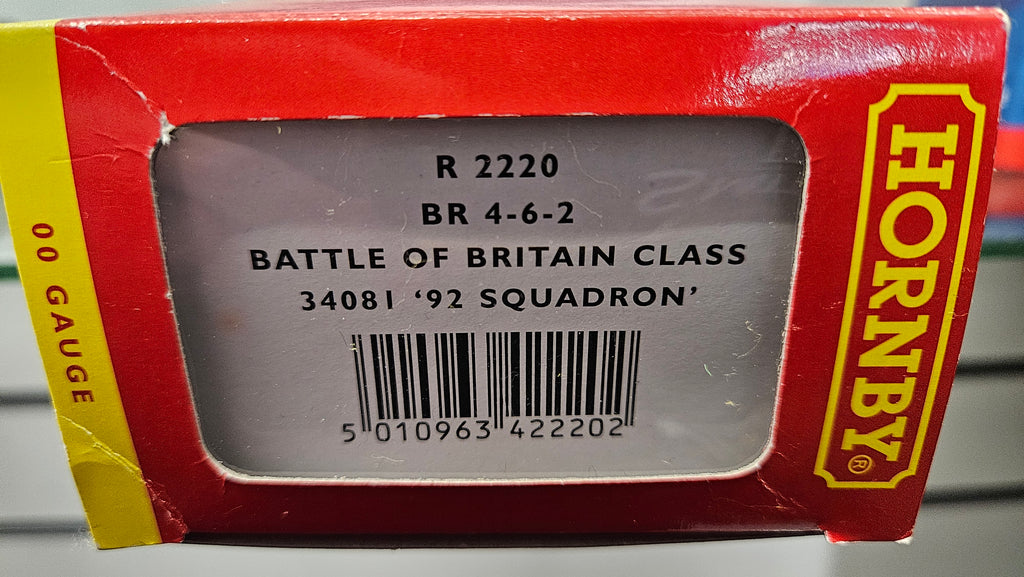 00 GAUGE
R 2220
BR 4-6-2
BATTLE OF BRITAIN CLASS
34081 ‘92 SQUADRON’
5 010963 422202
HORNBY®